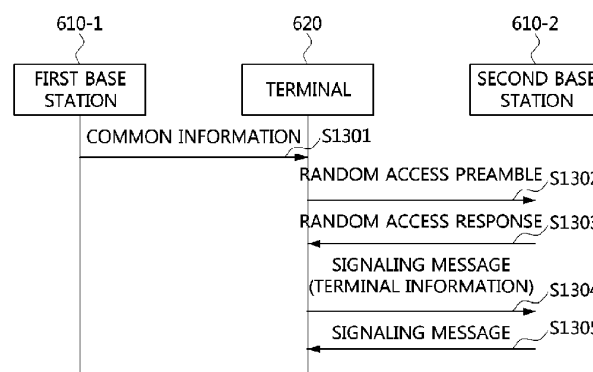 610-1
620
610-2
FIRST BASE
STATION
TERMINAL
SECOND BASE
STATION
COMMON INFORMATION
S1301
RANDOM ACCESS PREAMBLE
S1302
RANDOM ACCESS RESPONSE
S1303
SIGNALING MESSAGE
(TERMINAL INFORMATION)
S1304
SIGNALING MESSAGE
S1305